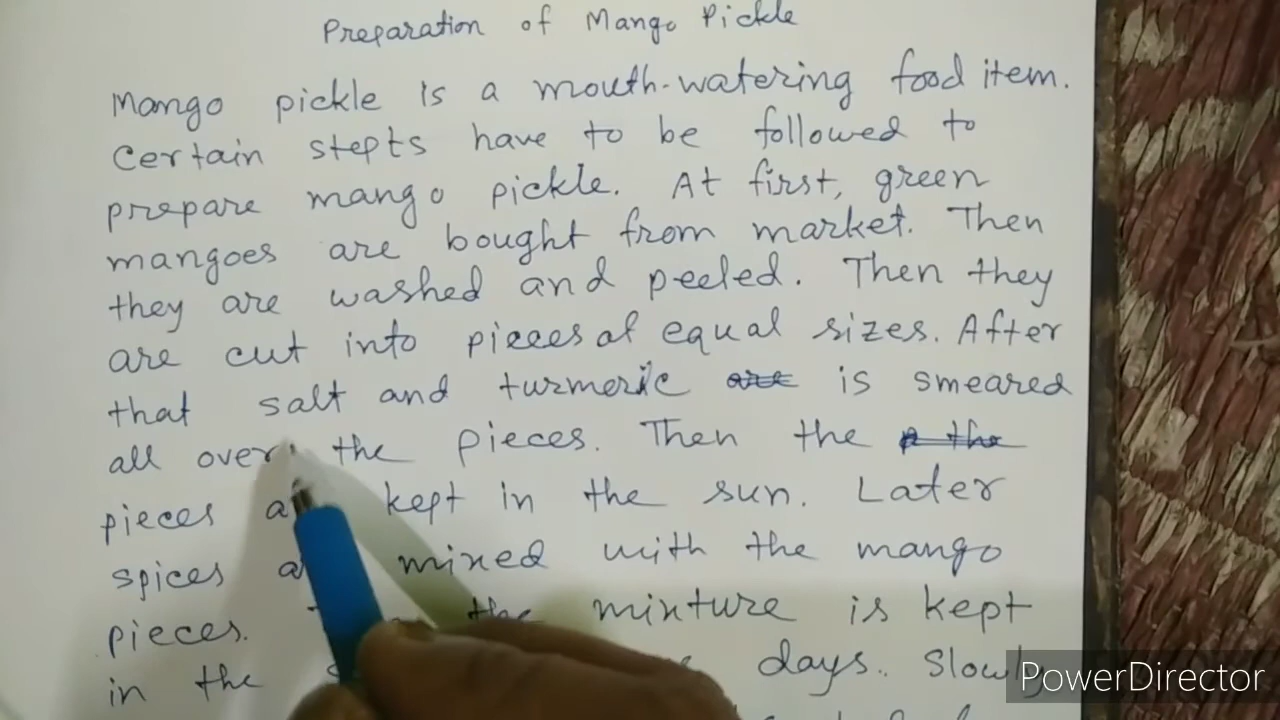 Preparation of Mango Pickle
Mango pickle is a mouth-watering food item.
Certain stepts have to be followed to
prepare mango pickle. At first, green
mangoes are bought from market. Then
they are washed and peeled. Then they
are cut into pieces of equal sizes. After
that salt and turmeric are is smeared
all over the pieces. Then the the
pieces kept in the sun. Later
spices mixed with the mango
pieces. the mixture is kept
in the days. Slowly
PowerDirector